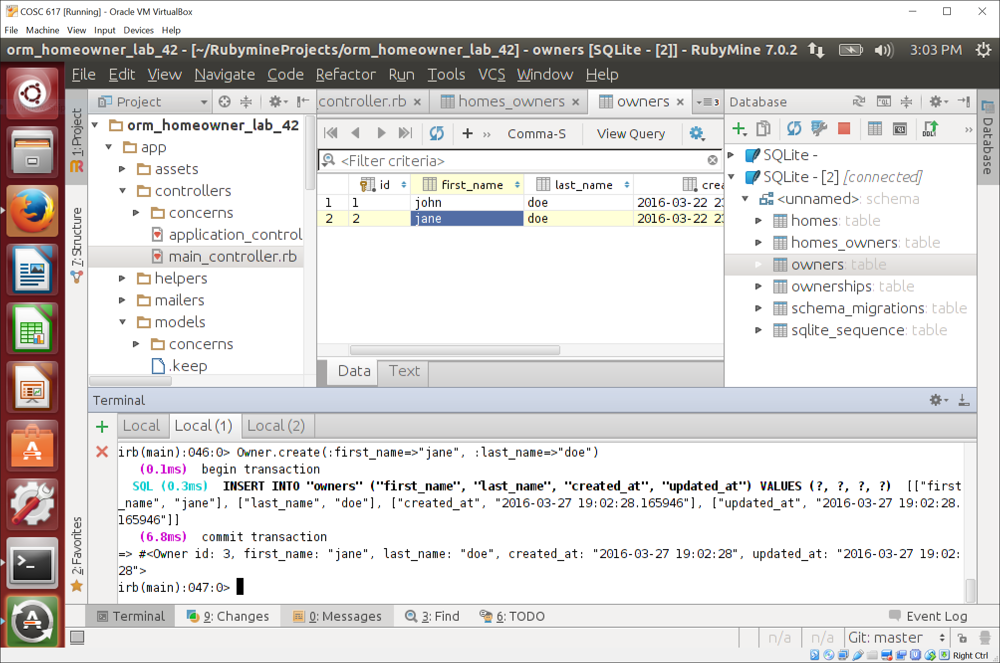 COSC 617 [Running] - Oracle VM VirtualBox
File Machine View Input Devices Help
orm_homeowner_lab_42 - [~/RubymineProjects/orm_homeowner_lab_42] - owners [SQLite - [2]] - RubyMine 7.0.2 3:03 PM
File Edit View Navigate Code Refactor Run Tools VCS Window Help
1: Project
7: Structure
2: Favorites
Project
orm_homeowner_lab_42
app
assets
controllers
concerns
application_control
main_controller.rb
helpers
mailers
models
concerns
.keep
_controller.rb homes_owners owners 3
Comma-S View Query
<Filter criteria>
id first_name last_name crea
1 1 john doe 2016-03-22 23
2 2 jane doe 2016-03-22 23
Data Text
Database
SQL
SQL DDL
SQLite -
SQLite - [2] [connected]
<unnamed>: schema
homes: table
homes_owners: table
owners: table
ownerships: table
schema_migrations: table
sqlite_sequence: table
Database
Terminal
Local Local (1) Local (2)
irb(main):046:0> Owner.create(:first_name=>"jane", :last_name=>"doe")
(0.1ms) begin transaction
SQL (0.3ms) INSERT INTO "owners" ("first_name", "last_name", "created_at", "updated_at") VALUES (?, ?, ?, ?) [["first
_name", "jane"], ["last_name", "doe"], ["created_at", "2016-03-27 19:02:28.165946"], ["updated_at", "2016-03-27 19:02:28.
165946"]]
(6.8ms) commit transaction
=> #<Owner id: 3, first_name: "jane", last_name: "doe", created_at: "2016-03-27 19:02:28", updated_at: "2016-03-27 19:02:
28">
irb(main):047:0>
Terminal 9: Changes 0: Messages 3: Find 6: TODO Event Log
n/a n/a Git: master
Right Ctrl